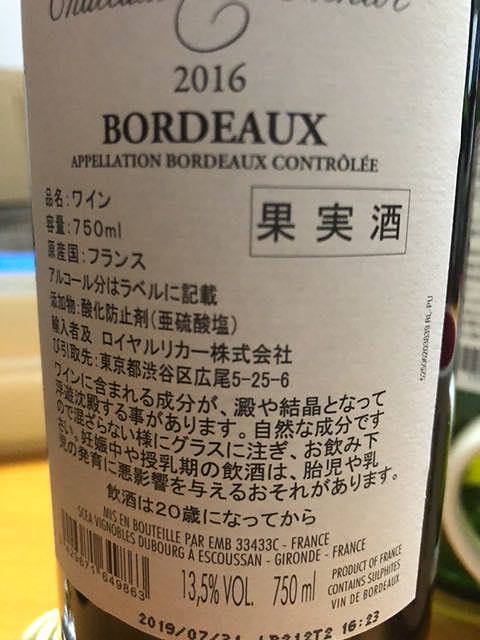 2016
BORDEAUX
APPELLATION BORDEAUX CONTRÔLÉE
果実酒
品名:ワイン
容量:750ml
原産国:フランス
アルコール分はラベルに記載
添加物:酸化防止剤(亜硫酸塩)
輸入者及 ロイヤルリカー株式会社
び引取先:東京都渋谷区広尾5-25-6
ワインに含まれる成分が、澱や結晶となって
浮遊沈殿する事があります。自然な成分です
ので混ざらない様にグラスに注ぎ、お飲み下
さい。妊娠中や授乳期の飲酒は、胎児や乳
児の発育に悪影響を与えるおそれがあります。
飲酒は20歳になってから
MIS EN BOUTEILLE PAR EMB 33433C - FRANCE
SCEA VIGNOBLES DUBOURG À ESCOUSSAN - GIRONDE - FRANCE
13,5% VOL. 750 ml
PRODUCT OF FRANCE
CONTAINS SULPHITES
VIN DE BORDEAUX
16:23